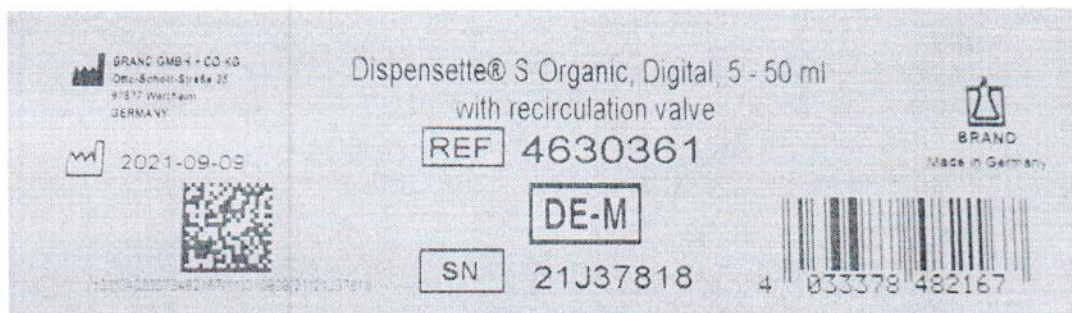 BRAND GMBH + CO KG
Otto-Schott-Straße 25
97877 Wertheim
GERMANY
2021-09-09
Dispensette® S Organic, Digital, 5 - 50 ml
with recirculation valve
REF 4630361
DE-M
SN 21J37818
BRAND
Made in Germany
4 033378 482167